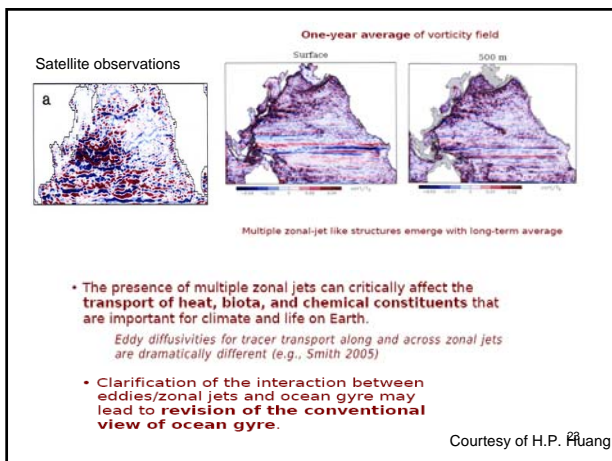 One-year average of vorticity field
Satellite observations
Surface
500 m
a
Multiple zonal-jet like structures emerge with long-term average
• The presence of multiple zonal jets can critically affect the
transport of heat, biota, and chemical constituents that
are important for climate and life on Earth.
Eddy diffusivities for tracer transport along and across zonal jets
are dramatically different (e.g., Smith 2005)
• Clarification of the interaction between
eddies/zonal jets and ocean gyre may
lead to revision of the conventional
view of ocean gyre.
Courtesy of H.P. Huang
23